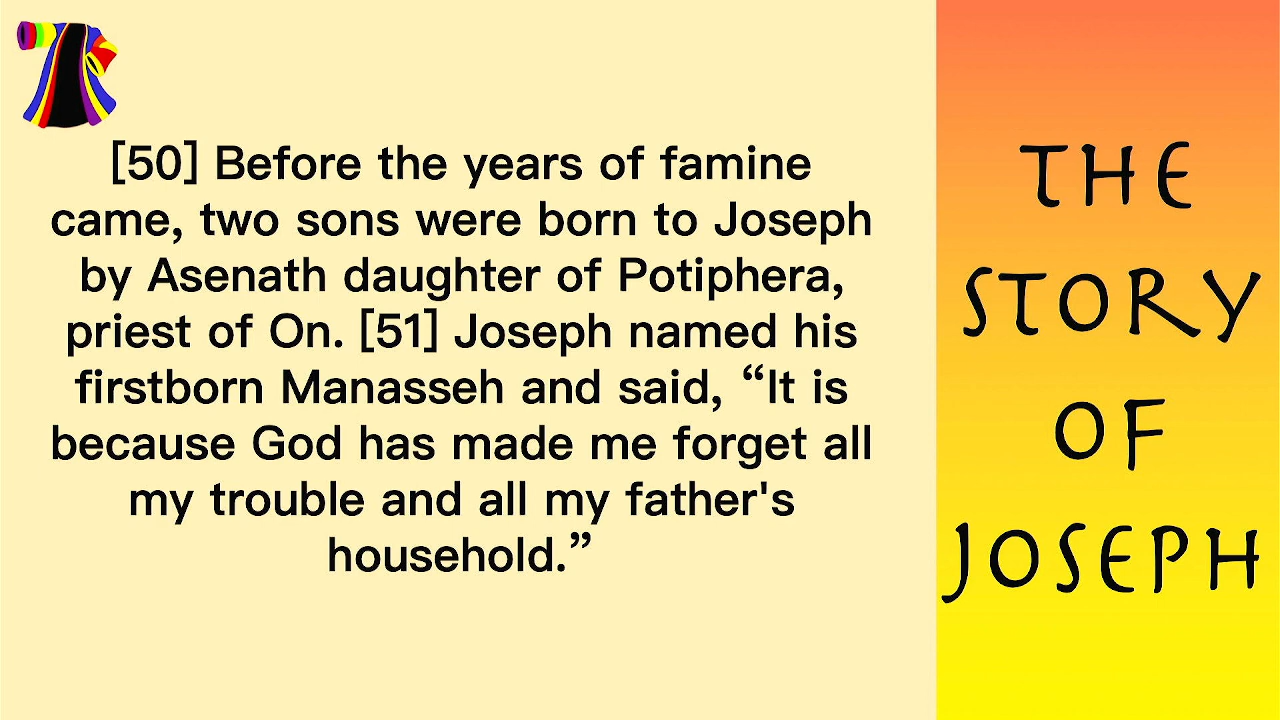 [50] Before the years of famine
came, two sons were born to Joseph
by Asenath daughter of Potiphera,
priest of On. [51] Joseph named his
firstborn Manasseh and said, “It is
because God has made me forget all
my trouble and all my father's
household.”
THE
STORY
OF
JOSEPH